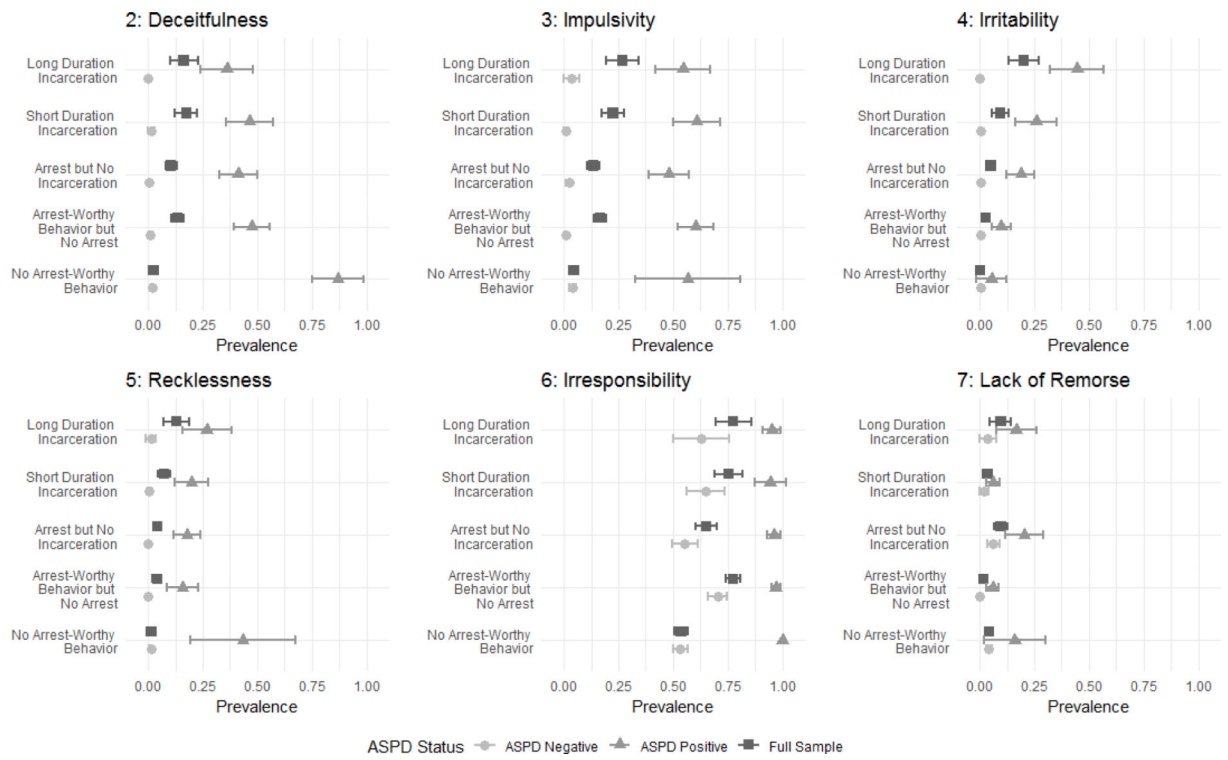 2: Deceitfulness
Long Duration
Incarceration
Short Duration
Incarceration
Arrest but No
Incarceration
Arrest-Worthy
Behavior but
No Arrest
No Arrest-Worthy
Behavior
0.00 0.25 0.50 0.75 1.00
Prevalence
3: Impulsivity
Long Duration
Incarceration
Short Duration
Incarceration
Arrest but No
Incarceration
Arrest-Worthy
Behavior but
No Arrest
No Arrest-Worthy
Behavior
0.00 0.25 0.50 0.75 1.00
Prevalence
4: Irritability
Long Duration
Incarceration
Short Duration
Incarceration
Arrest but No
Incarceration
Arrest-Worthy
Behavior but
No Arrest
No Arrest-Worthy
Behavior
0.00 0.25 0.50 0.75 1.00
Prevalence
5: Recklessness
Long Duration
Incarceration
Short Duration
Incarceration
Arrest but No
Incarceration
Arrest-Worthy
Behavior but
No Arrest
No Arrest-Worthy
Behavior
0.00 0.25 0.50 0.75 1.00
Prevalence
6: Irresponsibility
Long Duration
Incarceration
Short Duration
Incarceration
Arrest but No
Incarceration
Arrest-Worthy
Behavior but
No Arrest
No Arrest-Worthy
Behavior
0.00 0.25 0.50 0.75 1.00
Prevalence
7: Lack of Remorse
Long Duration
Incarceration
Short Duration
Incarceration
Arrest but No
Incarceration
Arrest-Worthy
Behavior but
No Arrest
No Arrest-Worthy
Behavior
0.00 0.25 0.50 0.75 1.00
Prevalence
ASPD Status ASPD Negative ASPD Positive Full Sample